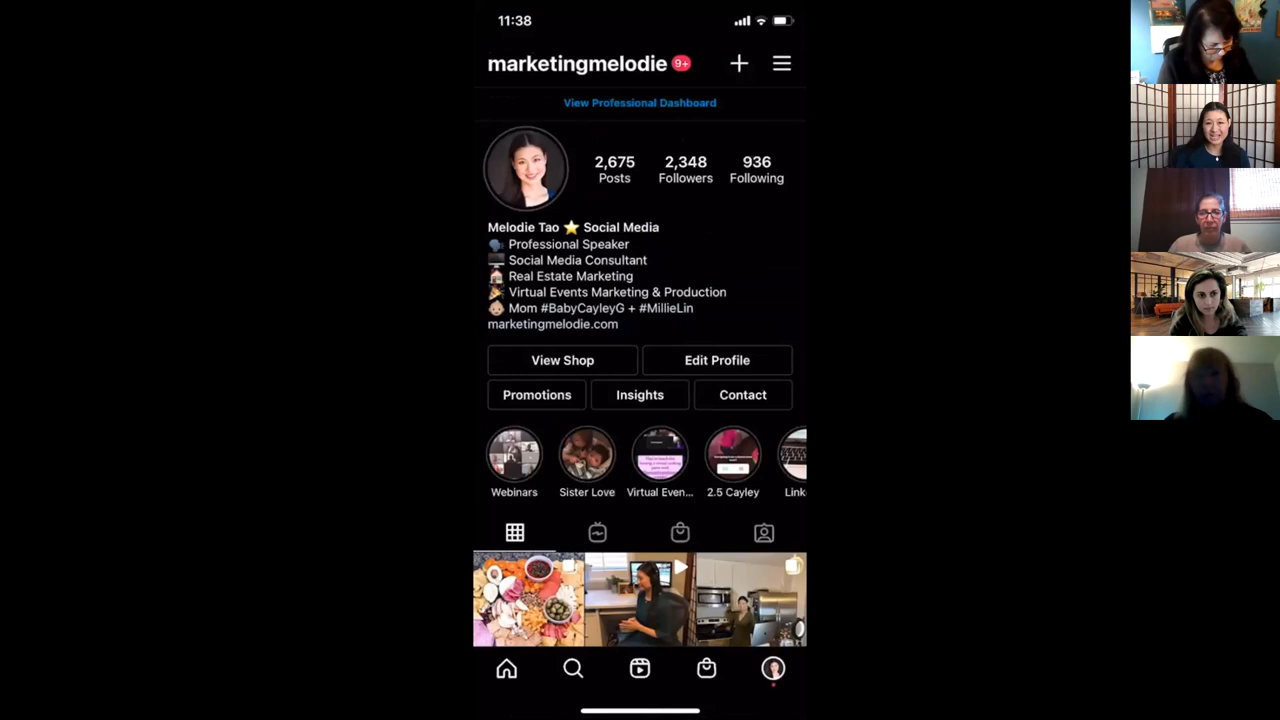 11:38
marketingmelodie 9+
View Professional Dashboard
2,675 2,348 936
Posts Followers Following
Melodie Tao ⭐ Social Media
🗣 Professional Speaker
🖥 Social Media Consultant
🏠 Real Estate Marketing
🎉 Virtual Events Marketing & Production
👶🏼 Mom #BabyCayleyG + #MillieLin
marketingmelodie.com
View Shop Edit Profile
Promotions Insights Contact
Webinars Sister Love Virtual Even... 2.5 Cayley Link